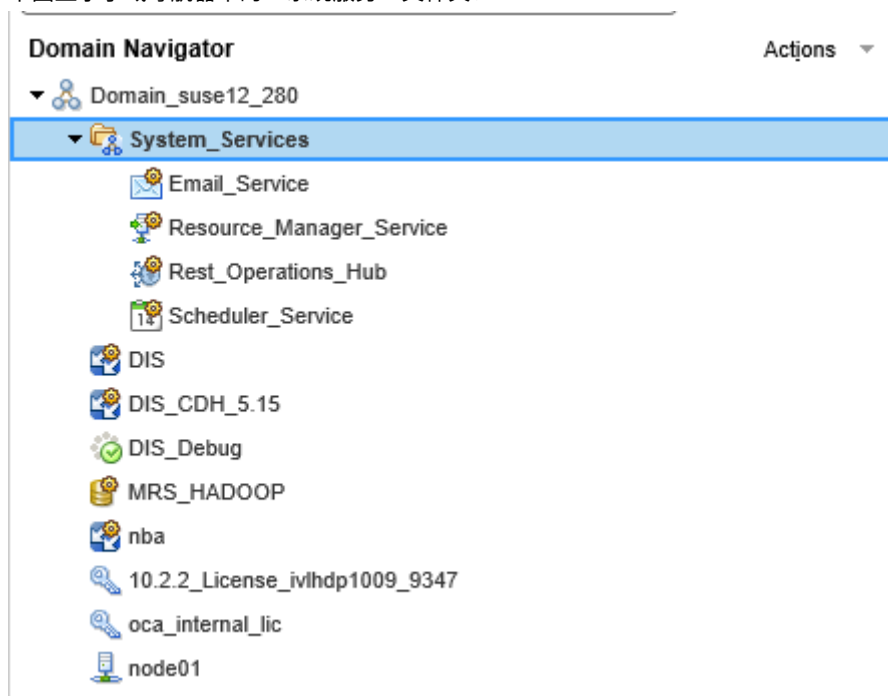 Domain Navigator
Actions
Domain_suse12_280
System_Services
Email_Service
Resource_Manager_Service
Rest_Operations_Hub
Scheduler_Service
DIS
DIS_CDH_5.15
DIS_Debug
MRS_HADOOP
nba
10.2.2_License_ivlhdp1009_9347
oca_internal_lic
node01